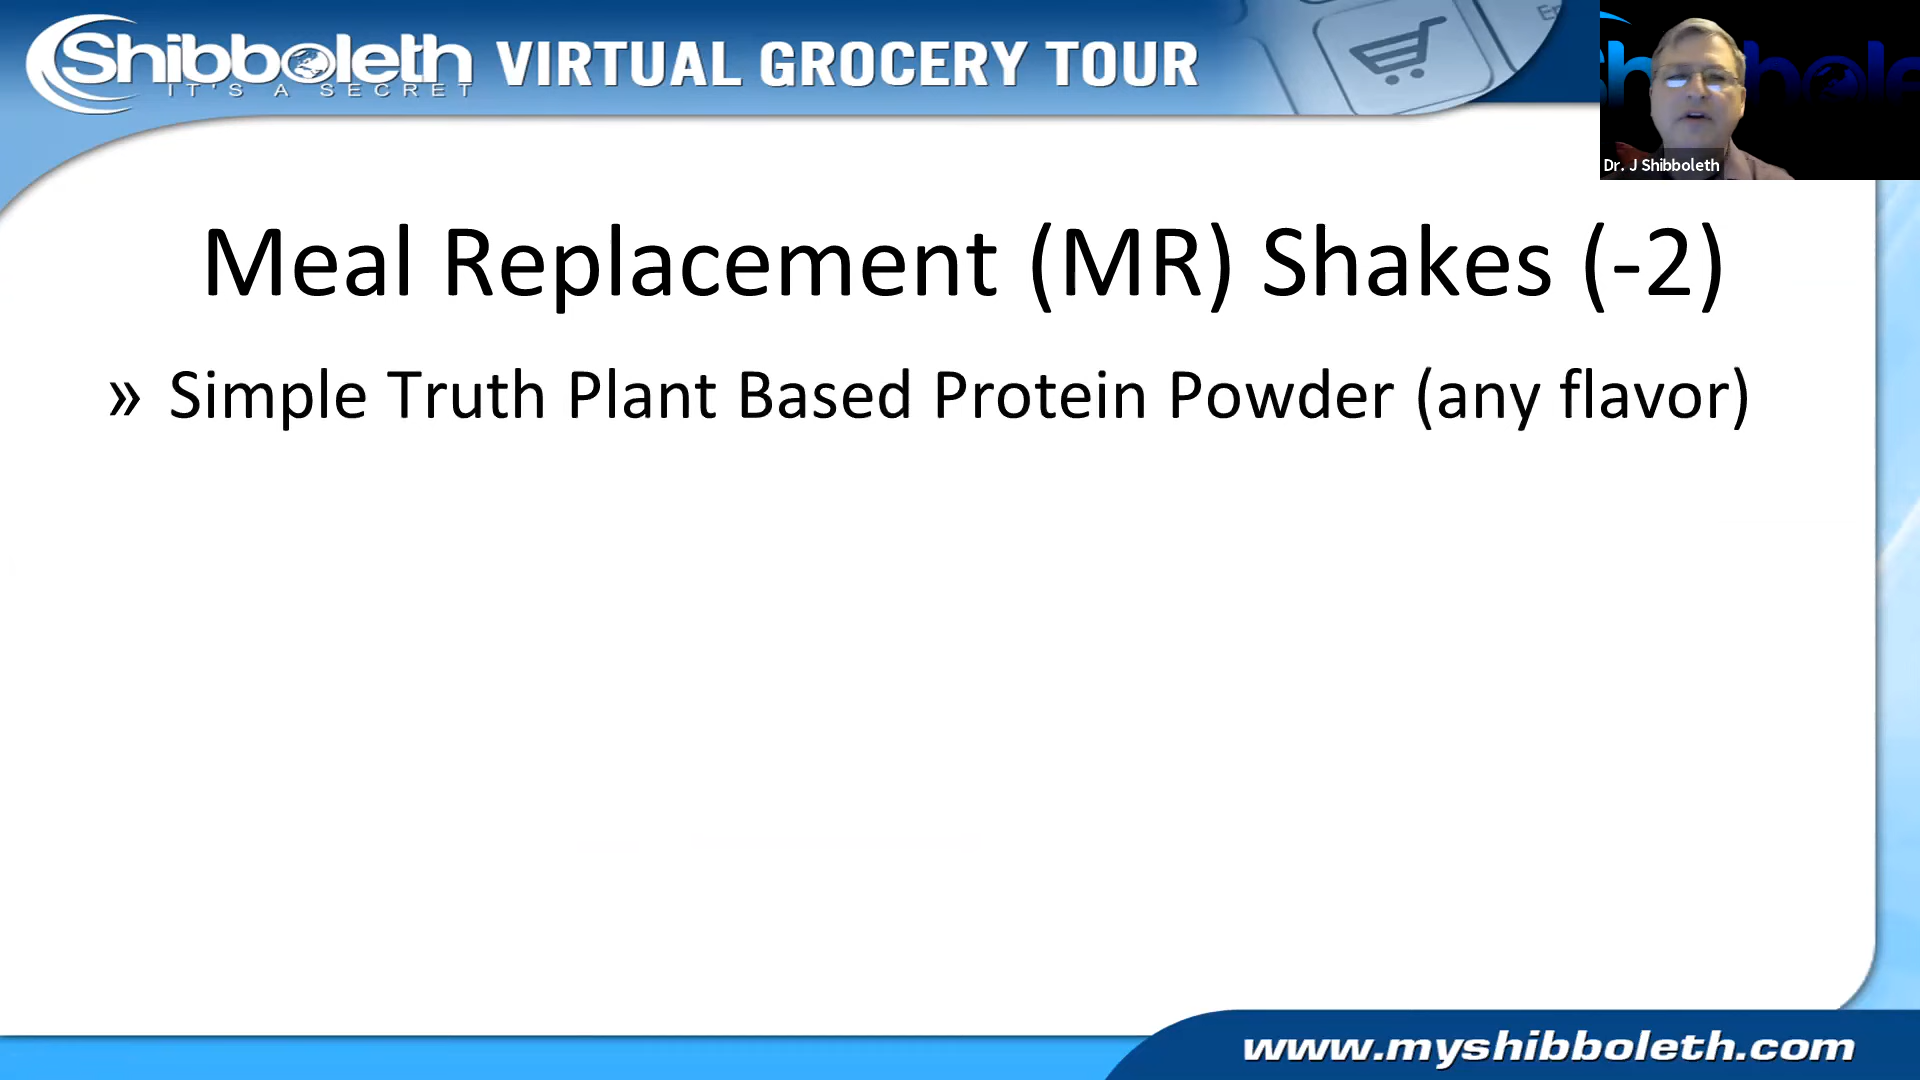 Shibboleth VIRTUAL GROCERY TOUR
IT'S A SECRET
Dr. J Shibboleth
Meal Replacement (MR) Shakes (-2)
» Simple Truth Plant Based Protein Powder (any flavor)
www.myshibboleth.com